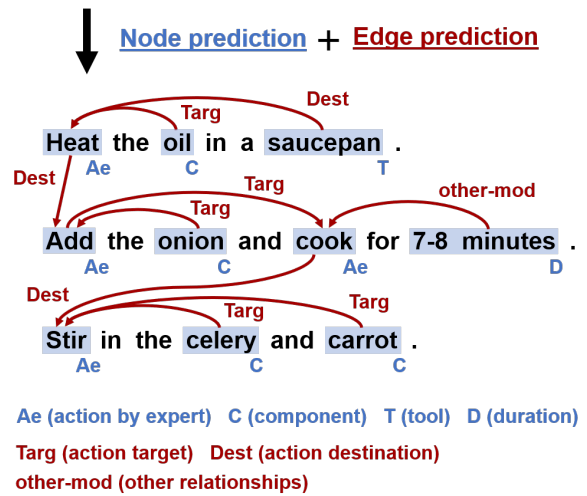 Node prediction + Edge prediction
Dest
Targ
Heat the oil in a saucepan .
Ae C T
Dest
Targ
other-mod
Targ
Add the onion and cook for 7-8 minutes .
Ae C Ae D
Dest
Targ
Targ
Stir in the celery and carrot .
Ae C C
Ae (action by expert) C (component) T (tool) D (duration)
Targ (action target) Dest (action destination)
other-mod (other relationships)